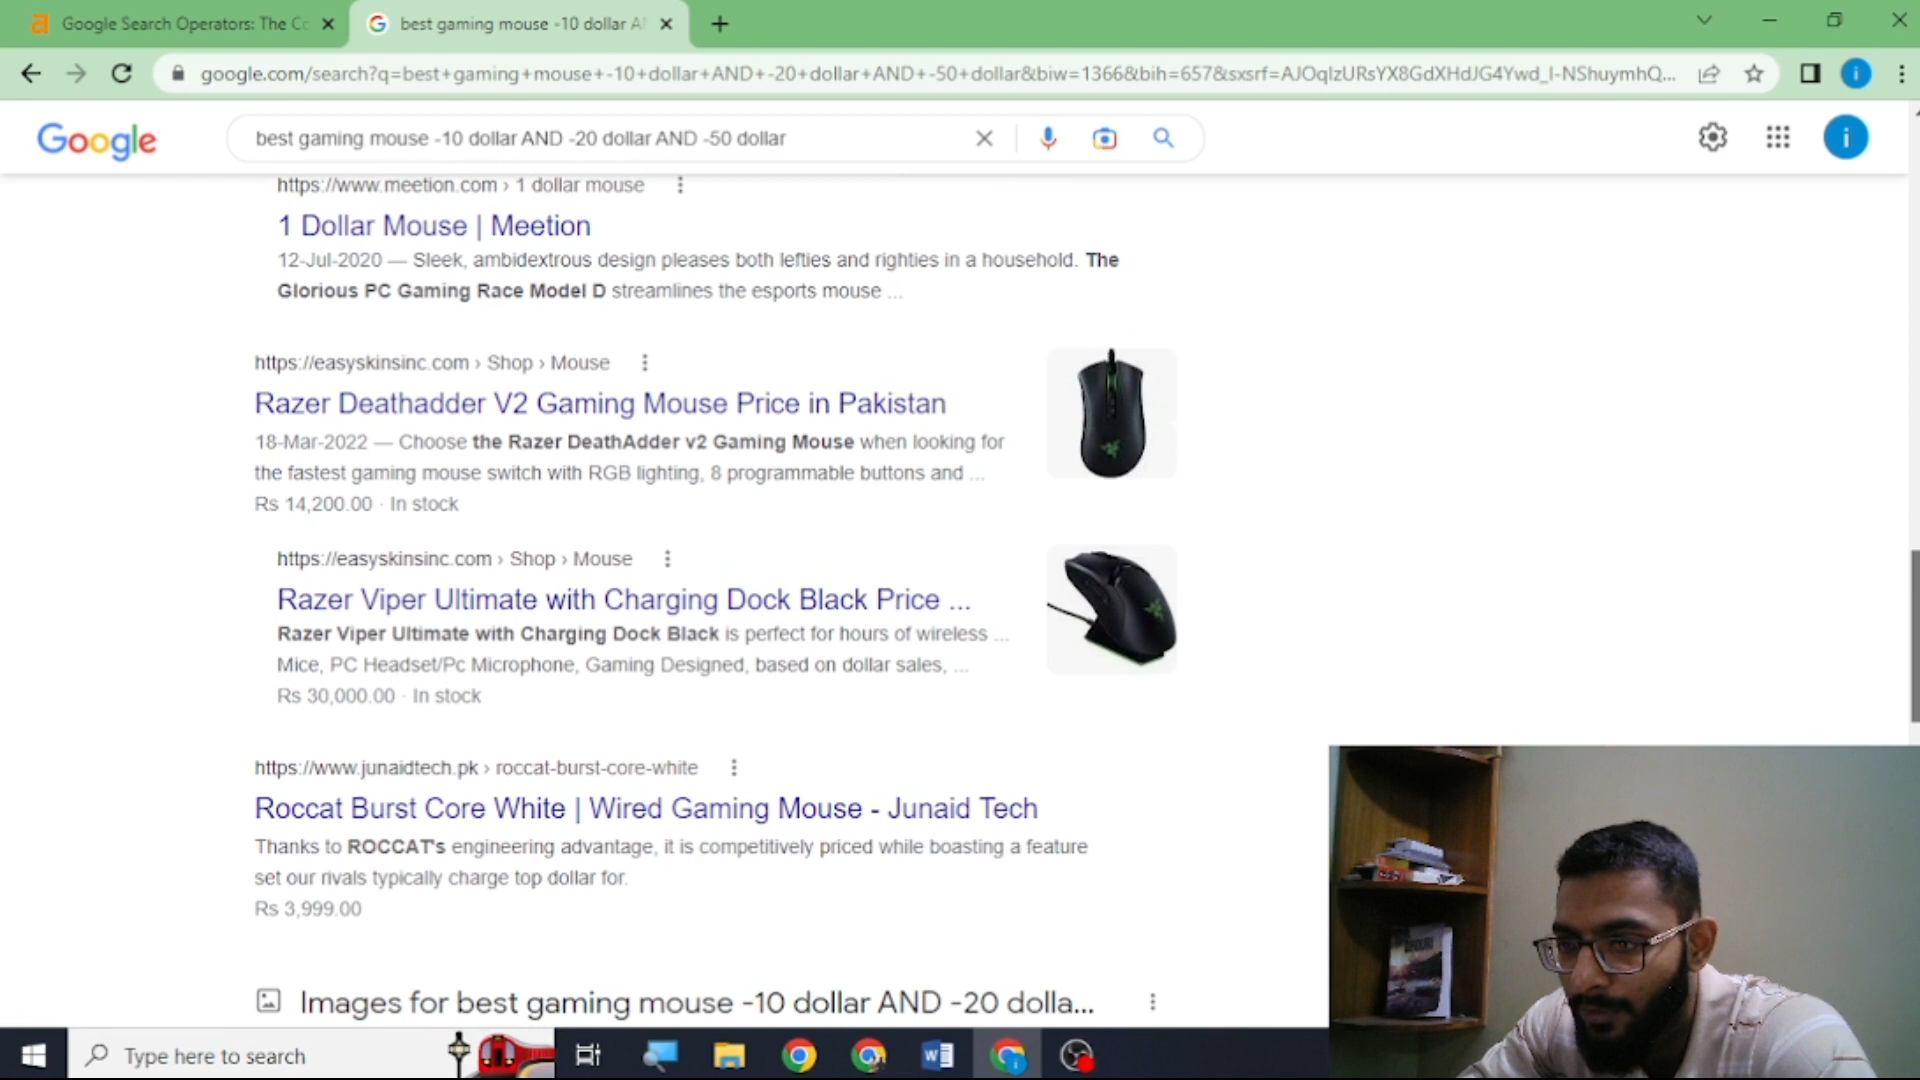 Google Search Operators: The Co
best gaming mouse -10 dollar A
google.com/search?q=best+gaming+mouse+-10+dollar+AND+-20+dollar+AND+-50+dollar&biw=1366&bih=657&sxsrf=AJOqlzURsYX8GdXHdJG4Ywd_I-NShuymhQ...
i
Google
best gaming mouse -10 dollar AND -20 dollar AND -50 dollar
i
https://www.meetion.com › 1 dollar mouse
1 Dollar Mouse | Meetion
12-Jul-2020 — Sleek, ambidextrous design pleases both lefties and righties in a household. The
Glorious PC Gaming Race Model D streamlines the esports mouse ...
https://easyskinsinc.com › Shop › Mouse
Razer Deathadder V2 Gaming Mouse Price in Pakistan
18-Mar-2022 — Choose the Razer DeathAdder v2 Gaming Mouse when looking for
the fastest gaming mouse switch with RGB lighting, 8 programmable buttons and ...
Rs 14,200.00 · In stock
https://easyskinsinc.com › Shop › Mouse
Razer Viper Ultimate with Charging Dock Black Price ...
Razer Viper Ultimate with Charging Dock Black is perfect for hours of wireless ...
Mice, PC Headset/Pc Microphone, Gaming Designed, based on dollar sales, ...
Rs 30,000.00 · In stock
https://www.junaidtech.pk › roccat-burst-core-white
Roccat Burst Core White | Wired Gaming Mouse - Junaid Tech
Thanks to ROCCAT's engineering advantage, it is competitively priced while boasting a feature
set our rivals typically charge top dollar for.
Rs 3,999.00
Images for best gaming mouse -10 dollar AND -20 dolla...
Type here to search